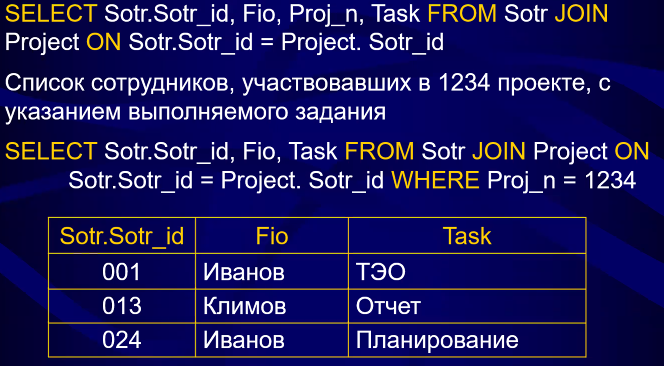 SELECT Sotr.Sotr_id, Fio, Proj_n, Task FROM Sotr JOIN
Project ON Sotr.Sotr_id = Project. Sotr_id
Список сотрудников, участвовавших в 1234 проекте, с
указанием выполняемого задания
SELECT Sotr.Sotr_id, Fio, Task FROM Sotr JOIN Project ON
Sotr.Sotr_id = Project. Sotr_id WHERE Proj_n = 1234
Sotr.Sotr_id Fio Task
001 Иванов ТЭО
013 Климов Отчет
024 Иванов Планирование